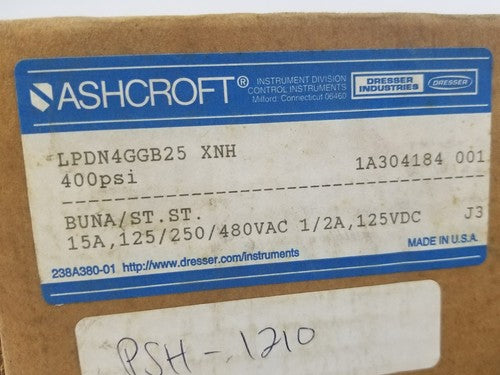 ASHCROFT®
INSTRUMENT DIVISION
CONTROL INSTRUMENTS
Milford, Connecticut 06460
DRESSER
INDUSTRIES
DRESSER
LPDN4GGB25 XNH
400psi
1A304184 001
--------------------------------
BUNA/ST.ST.
15A,125/250/480VAC 1/2A,125VDC J3
MADE IN U.S.A.
238A380-01 http://www.dresser.com/instruments
PSH-1210